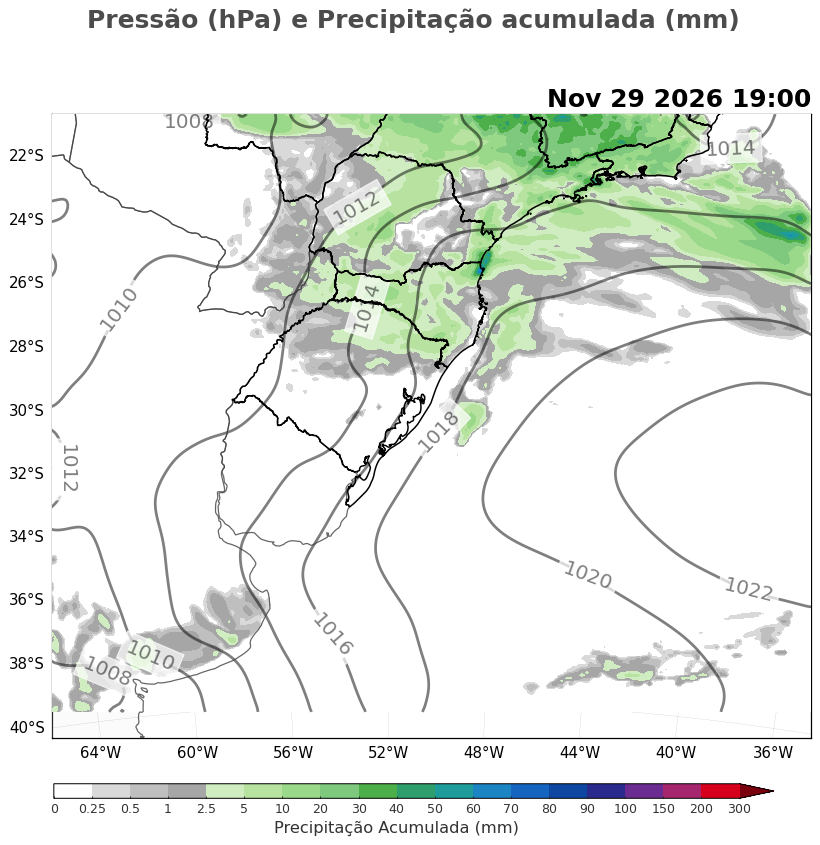 Pressão (hPa) e Precipitação acumulada (mm)
Nov 29 2026 19:00
1008
1014
22°S
1012
24°S
26°S
1010
1014
28°S
30°S
1018
1012
32°S
34°S
1020
1022
36°S
1016
1010
1008
38°S
40°S
64°W 60°W 56°W 52°W 48°W 44°W 40°W 36°W
0 0.25 0.5 1 2.5 5 10 20 30 40 50 60 70 80 90 100 150 200 300
Precipitação Acumulada (mm)